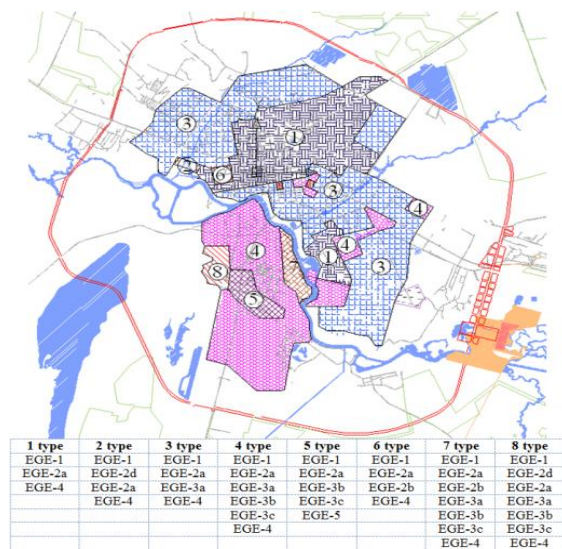 3
1
2
6
3
4
4
4
1
3
8
5
1 type 2 type 3 type 4 type 5 type 6 type 7 type 8 type
EGE-1 EGE-1 EGE-1 EGE-1 EGE-1 EGE-1 EGE-1 EGE-1
EGE-2a EGE-2d EGE-2a EGE-2a EGE-2a EGE-2a EGE-2a EGE-2d
EGE-4 EGE-2a EGE-3a EGE-3a EGE-3b EGE-2b EGE-2b EGE-2a
EGE-4 EGE-4 EGE-3b EGE-3c EGE-4 EGE-3a EGE-3a
EGE-3c EGE-5 EGE-3b EGE-3b
EGE-4 EGE-3c EGE-3c
EGE-4 EGE-4